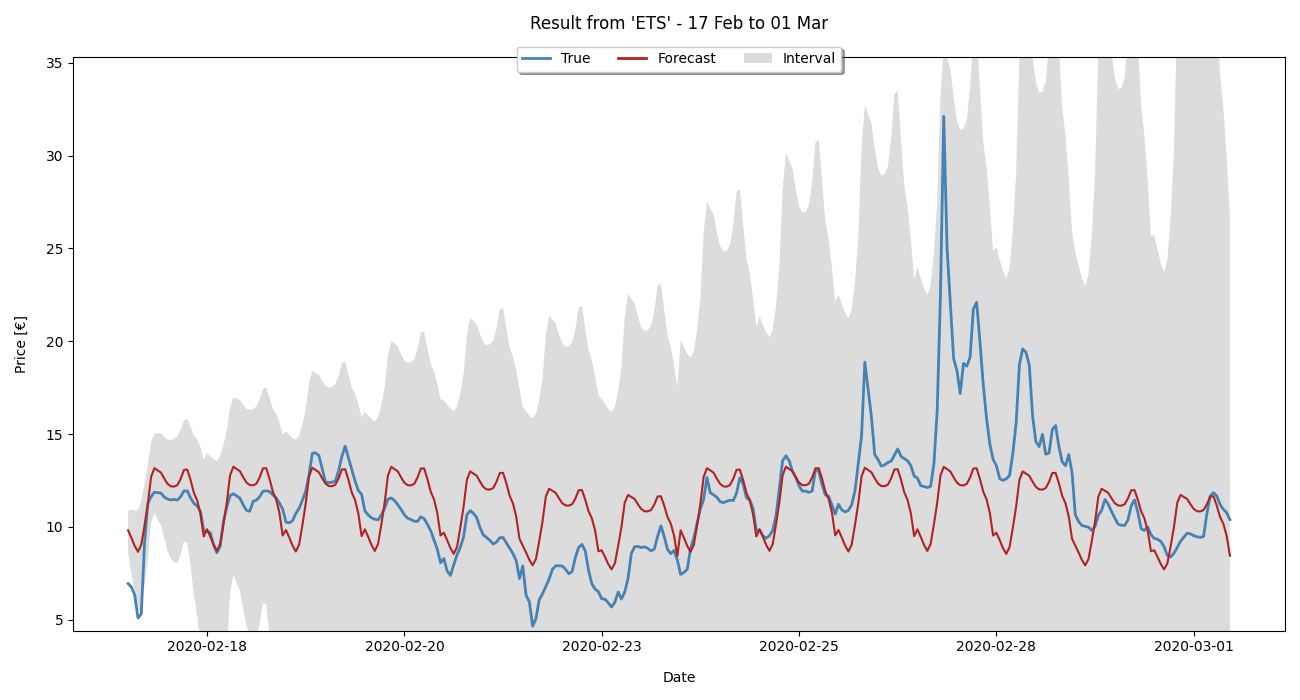 Result from 'ETS' - 17 Feb to 01 Mar
True Forecast Interval
35
30
25
20
15
10
5
Price [€]
2020-02-18 2020-02-20 2020-02-23 2020-02-25 2020-02-28 2020-03-01
Date